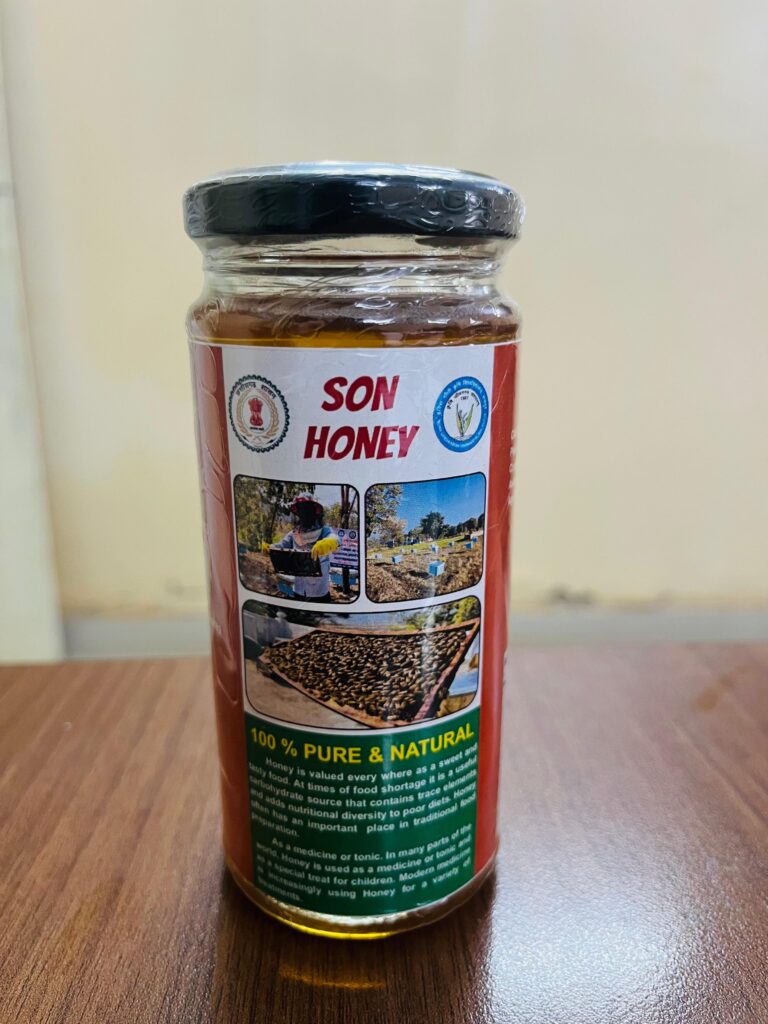 छत्तीसगढ़ शासन
SON
HONEY
1987
100 % PURE & NATURAL
Honey is valued every where as a sweet and
tasty food. At times of food shortage it is a useful
carbohydrate source that contains trace elements
and adds nutritional diversity to poor diets. Honey
often has an important place in traditional food
preparation.
As a medicine or tonic. In many parts of the
world. Honey is used as a medicine or tonic and
as a special treat for children. Modern medicine
is increasingly using Honey for a variety of
treatments.